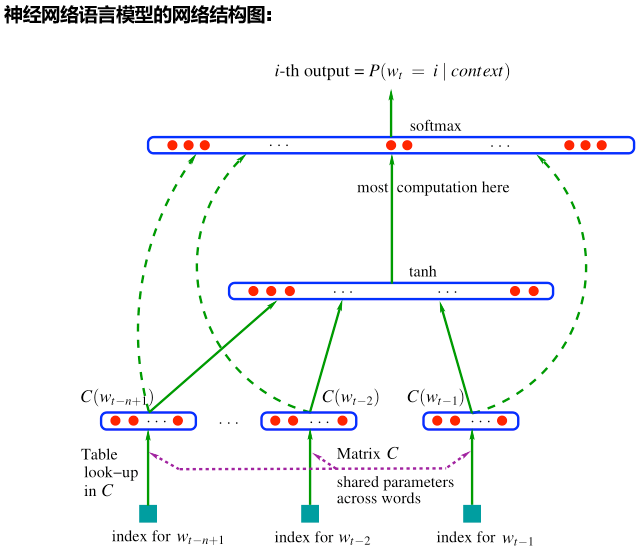 神经网络语言模型的网络结构图:
i-th output = P(w_t = i | context)
softmax
. . .
. . .
most computation here
tanh
. . .
. . .
C(w_{t−n+1})
C(w_{t−2})
C(w_{t−1})
. . .
. . .
. . .
. . .
Table
look−up
in C
Matrix C
shared parameters
across words
index for w_{t−n+1}
index for w_{t−2}
index for w_{t−1}